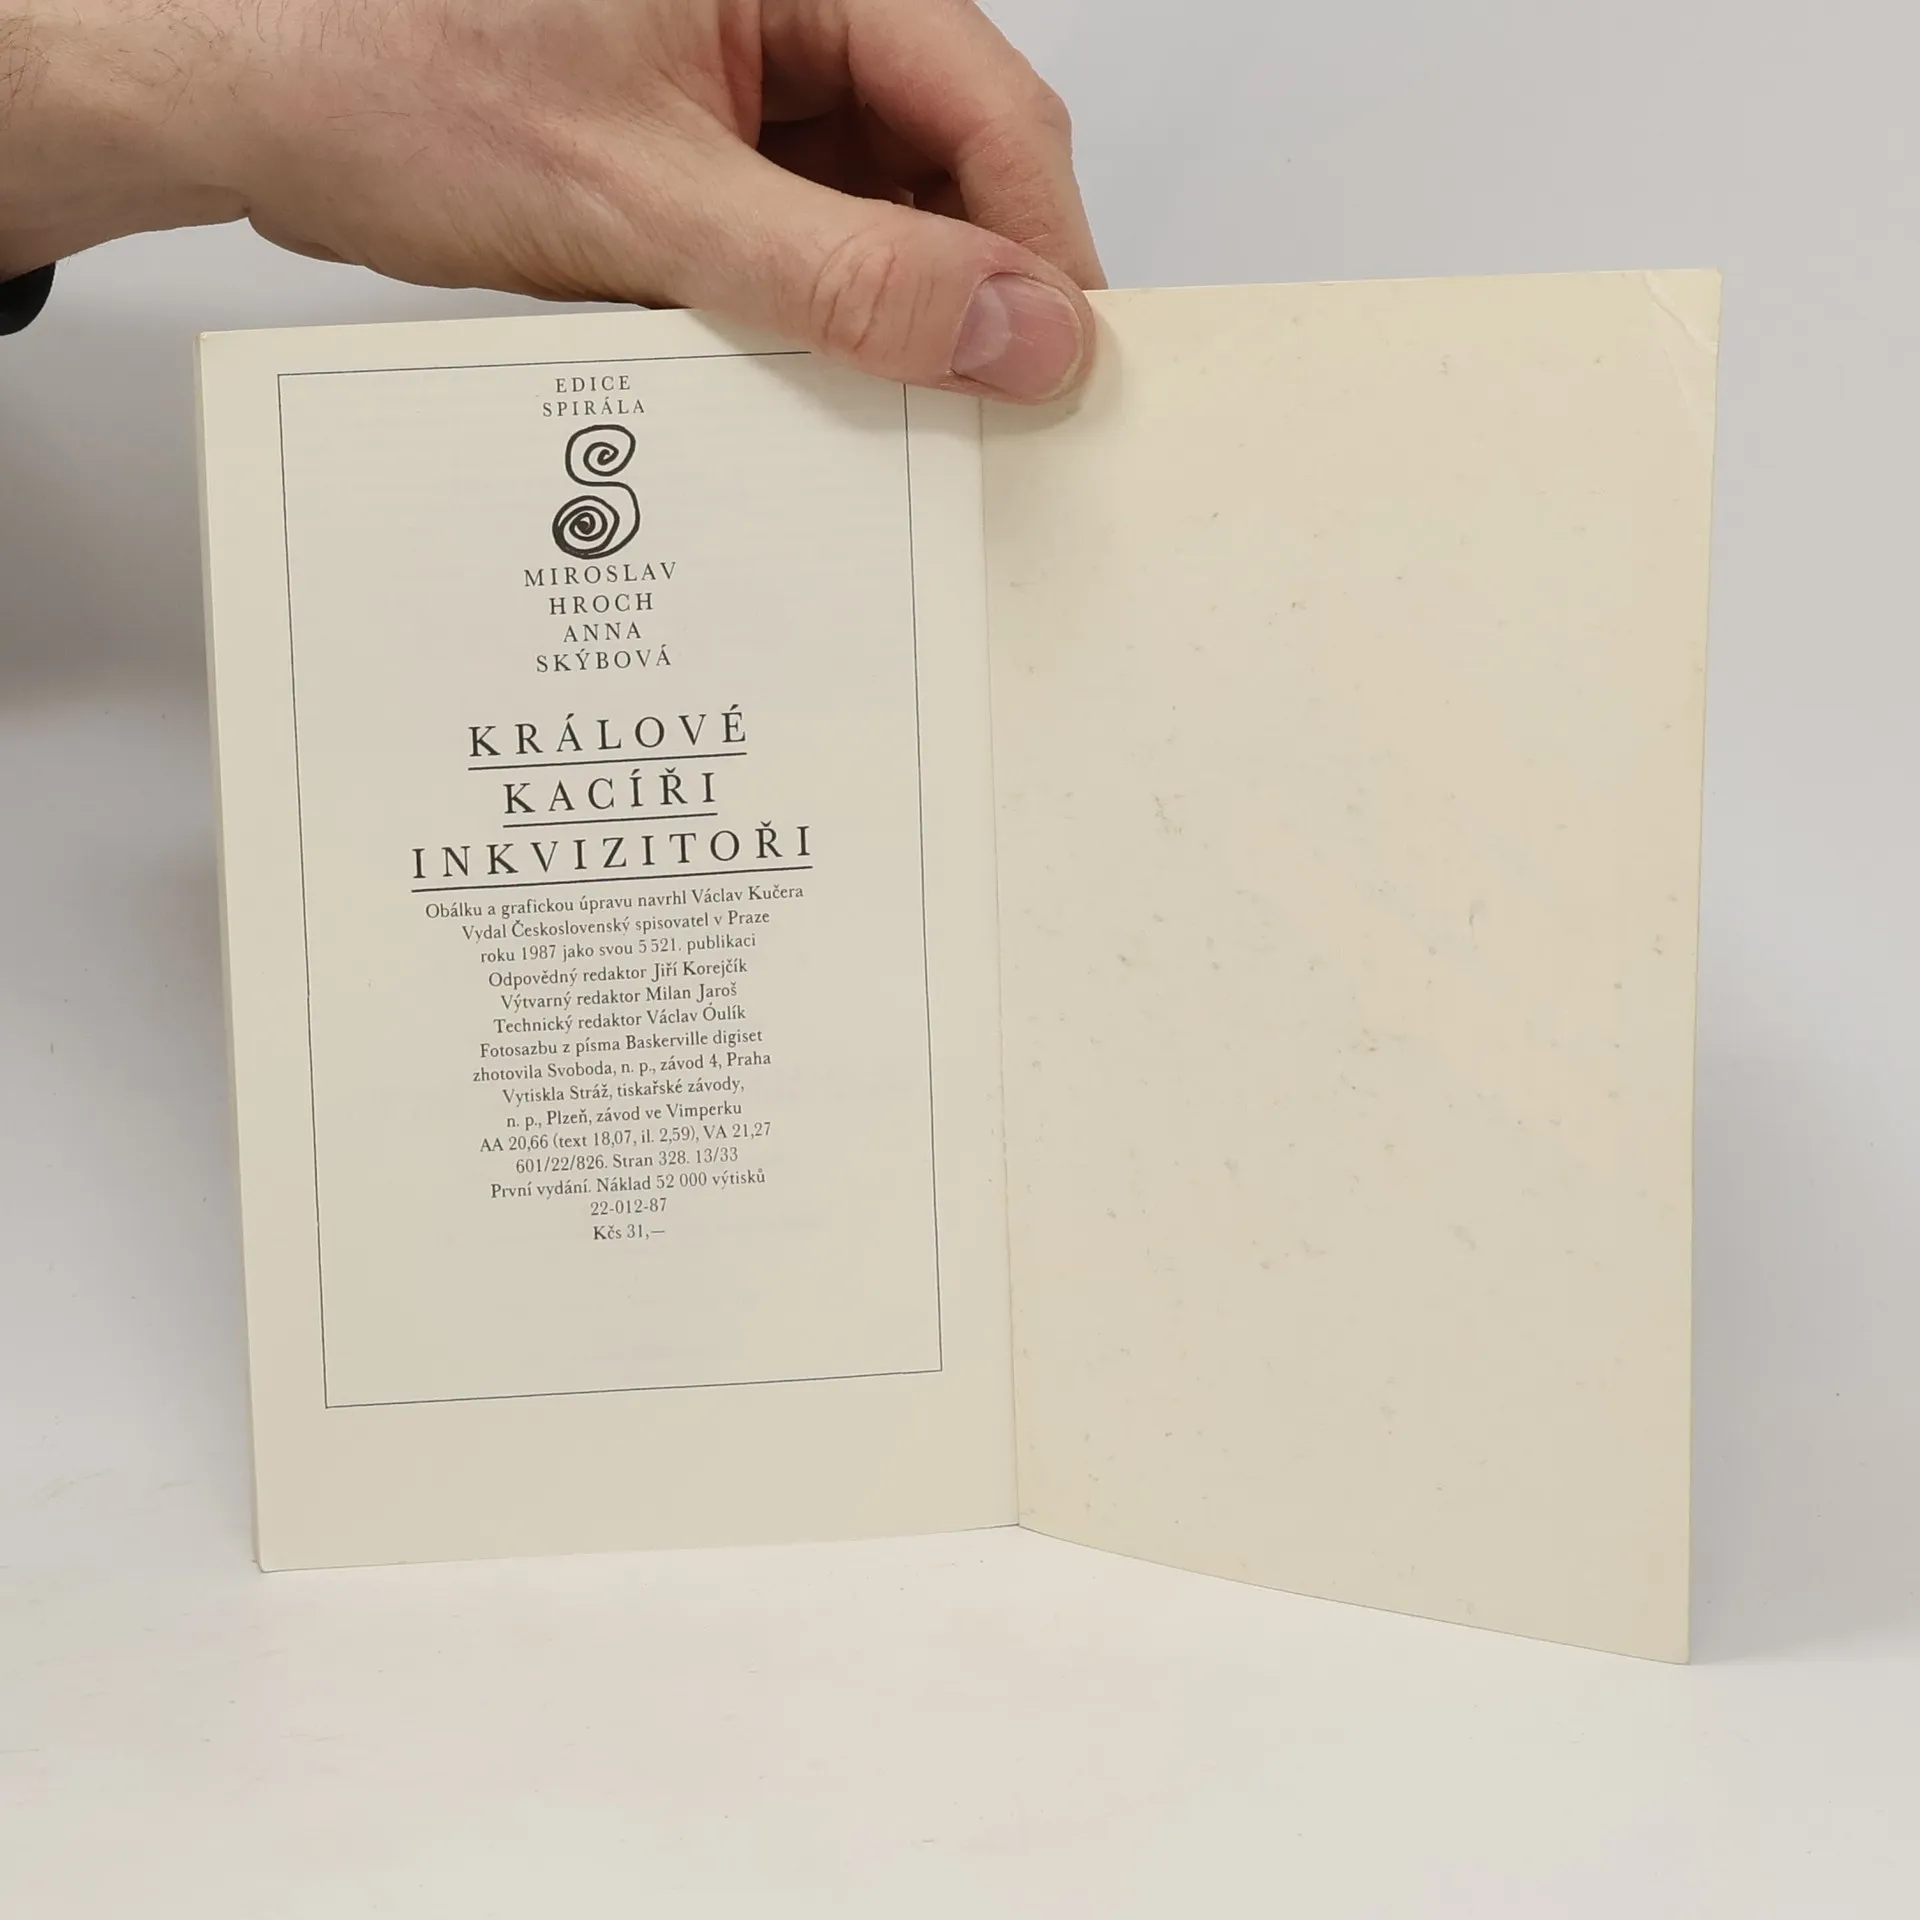 EDICE
SPIRÁLA
MIROSLAV
HROCH
ANNA
SKÝBOVÁ
KRÁLOVÉ
KACÍŘI
INKVIZITOŘI
Obálku a grafickou úpravu navrhl Václav Kučera
Vydal Československý spisovatel v Praze
roku 1987 jako svou 5 521. publikaci
Odpovědný redaktor Jiří Korejčík
Výtvarný redaktor Milan Jaroš
Technický redaktor Václav Óulík
Fotosazbu z písma Baskerville digiset
zhotovila Svoboda, n. p., závod 4, Praha
Vytiskla Stráž, tiskařské závody,
n. p., Plzeň, závod ve Vimperku
AA 20,66 (text 18,07, il. 2,59), VA 21,27
601/22/826. Stran 328. 13/33
První vydání. Náklad 52 000 výtisků
22-012-87
Kčs 31,—